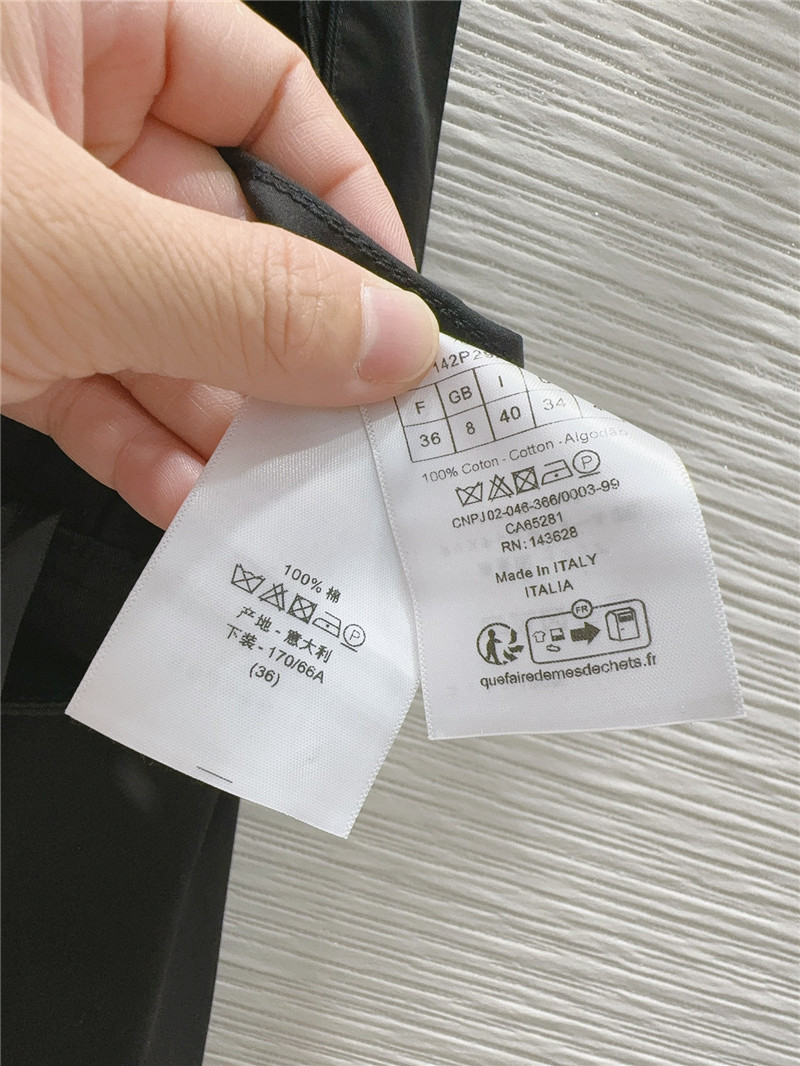 100% 棉
P
产地 - 意大利
下装 - 170/66A
(36)
F GB I
36 8 40 34
100% Coton - Cotton - Algodão
P
CNPJ 02-046-366/0003-99
CA65281
RN: 143628
Made in ITALY
ITALIA
FR
quefairedemesdechets.fr